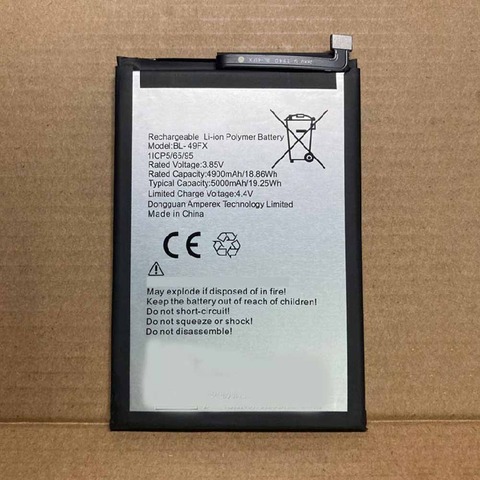 Rechargeable Li-ion Polymer Battery
Model:BL-49FX
1ICP5/65/95
Rated Voltage:3.85V
Rated Capacity:4900mAh/18.86Wh
Typical Capacity:5000mAh/19.25Wh
Limited Charge Voltage:4.4V
Dongguan Amperex Technology Limited
Made in China
CE
May explode if disposed of in fire!
Keep the battery out of reach of children!
Do not short-circuit!
Do not squeeze or shock!
Do not disassemble!